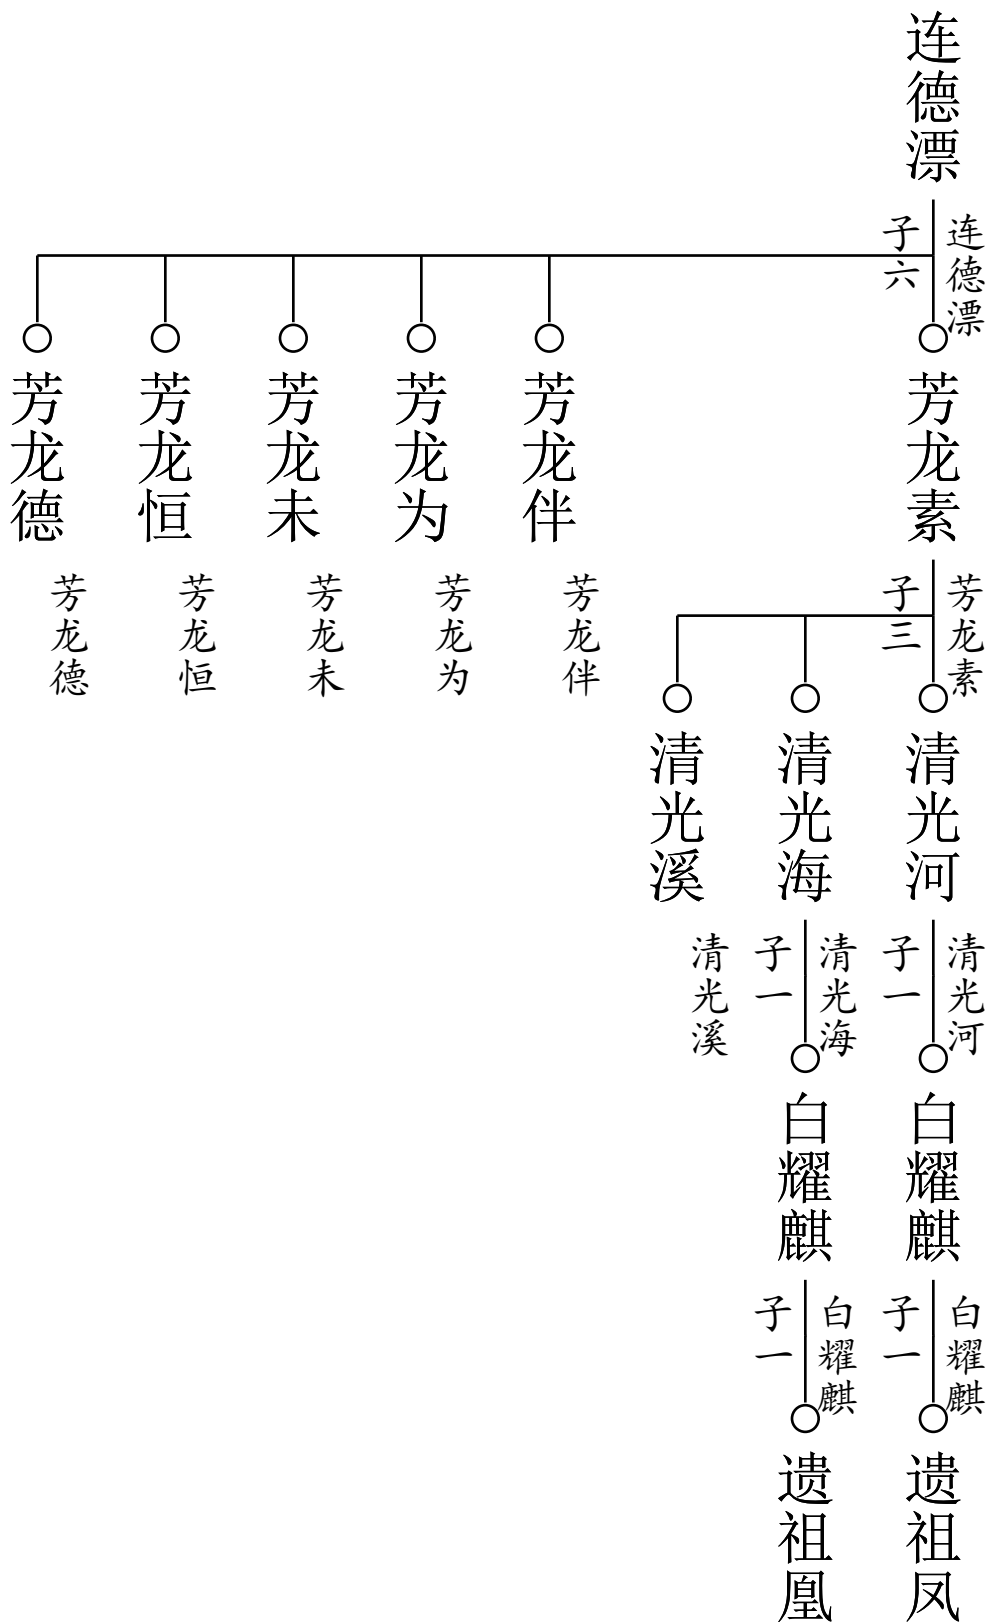 连德漂
连德漂
子六
芳龙素
芳龙伴
芳龙为
芳龙未
芳龙恒
芳龙德
芳龙素
子三
芳龙伴
芳龙为
芳龙未
芳龙恒
芳龙德
清光河
清光海
清光溪
清光河
子一
清光海
子一
清光溪
白耀麒
白耀麒
白耀麒
子一
白耀麒
子一
遗祖凤
遗祖凰